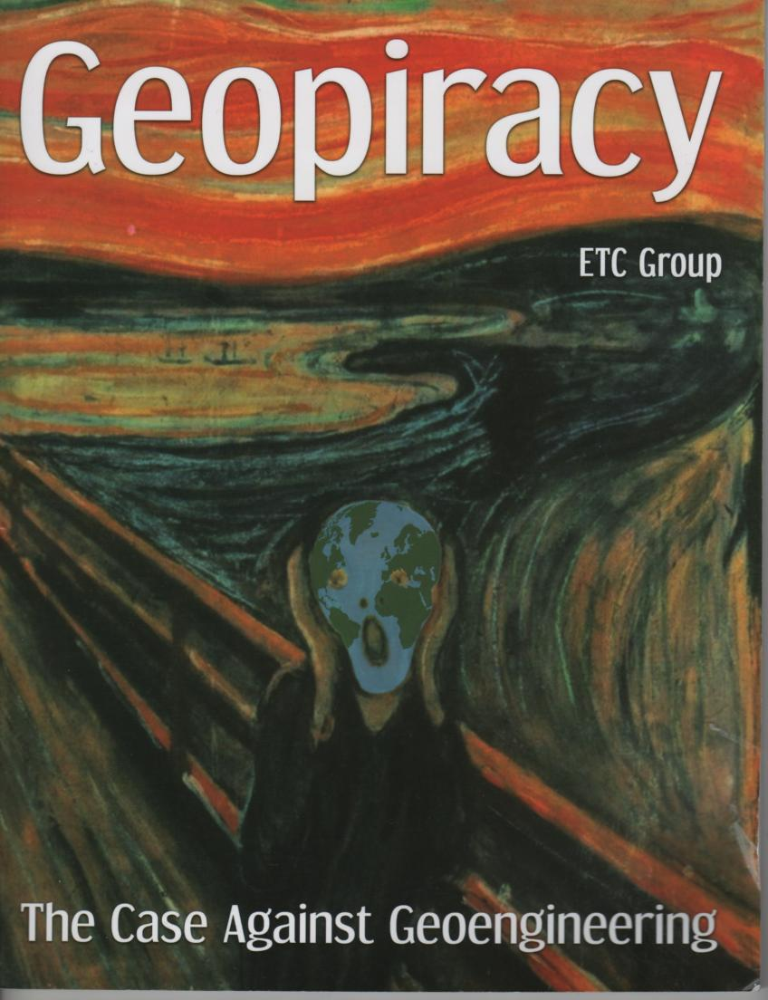 Geopiracy
ETC Group
The Case Against Geoengineering